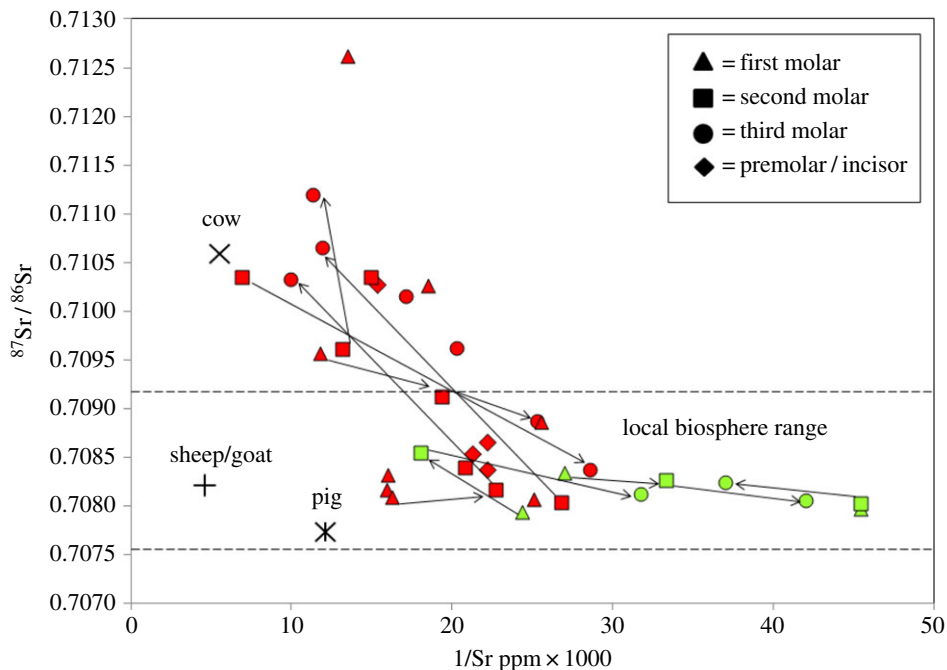 0.7130
0.7125
0.7120
0.7115
0.7110
0.7105
0.7100
0.7095
0.7090
0.7085
0.7080
0.7075
0.7070
87Sr / 86Sr
= first molar
= second molar
= third molar
= premolar / incisor
cow
local biosphere range
sheep/goat
pig
0 10 20 30 40 50
1/Sr ppm × 1000